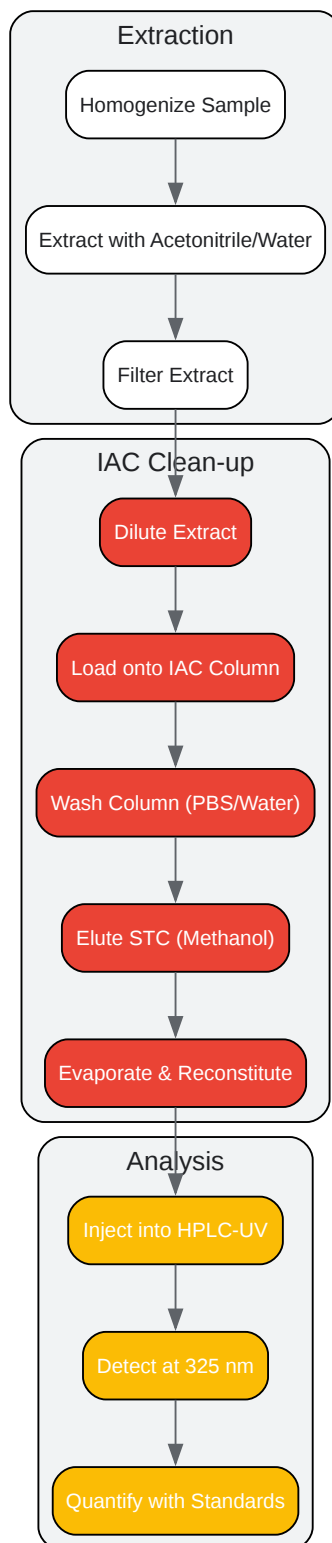 Extraction
Homogenize Sample
Extract with Acetonitrile/Water
Filter Extract
IAC Clean-up
Dilute Extract
Load onto IAC Column
Wash Column (PBS/Water)
Elute STC (Methanol)
Evaporate & Reconstitute
Analysis
Inject into HPLC-UV
Detect at 325 nm
Quantify with Standards